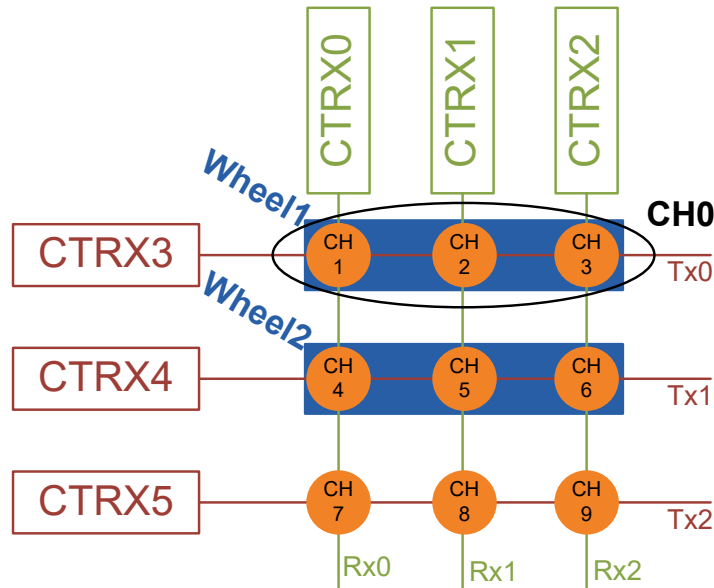 CTRX0
CTRX1
CTRX2
Wheel1
CH0
CTRX3
CH
1
CH
2
CH
3
Tx0
Wheel2
CTRX4
CH
4
CH
5
CH
6
Tx1
CTRX5
CH
7
CH
8
CH
9
Tx2
Rx0
Rx1
Rx2